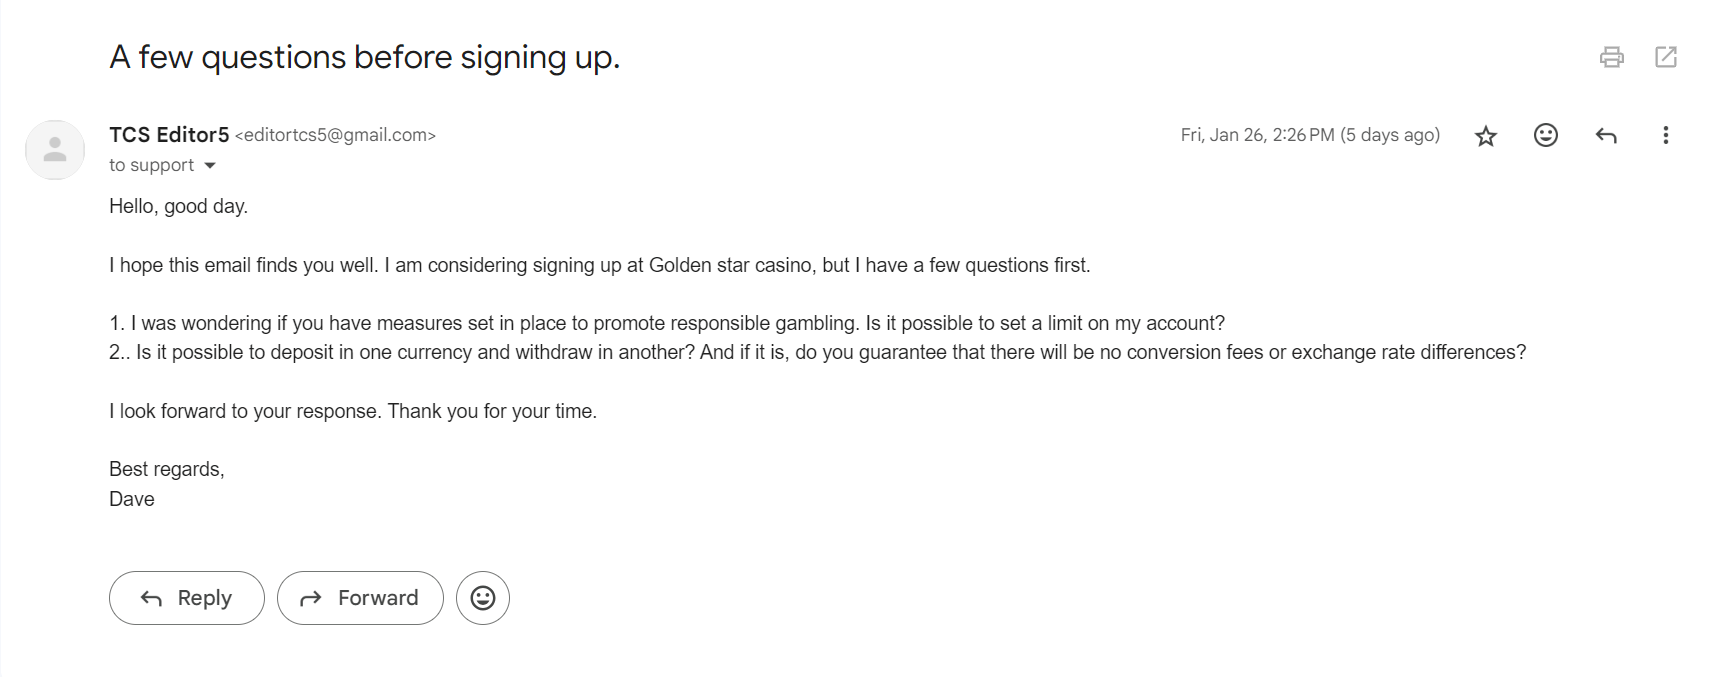 A few questions before signing up.
TCS Editor5 <editortcs5@gmail.com>
Fri, Jan 26, 2:26 PM (5 days ago)
to support
Hello, good day.
I hope this email finds you well. I am considering signing up at Golden star casino, but I have a few questions first.
1. I was wondering if you have measures set in place to promote responsible gambling. Is it possible to set a limit on my account?
2.. Is it possible to deposit in one currency and withdraw in another? And if it is, do you guarantee that there will be no conversion fees or exchange rate differences?
I look forward to your response. Thank you for your time.
Best regards,
Dave
Reply
Forward